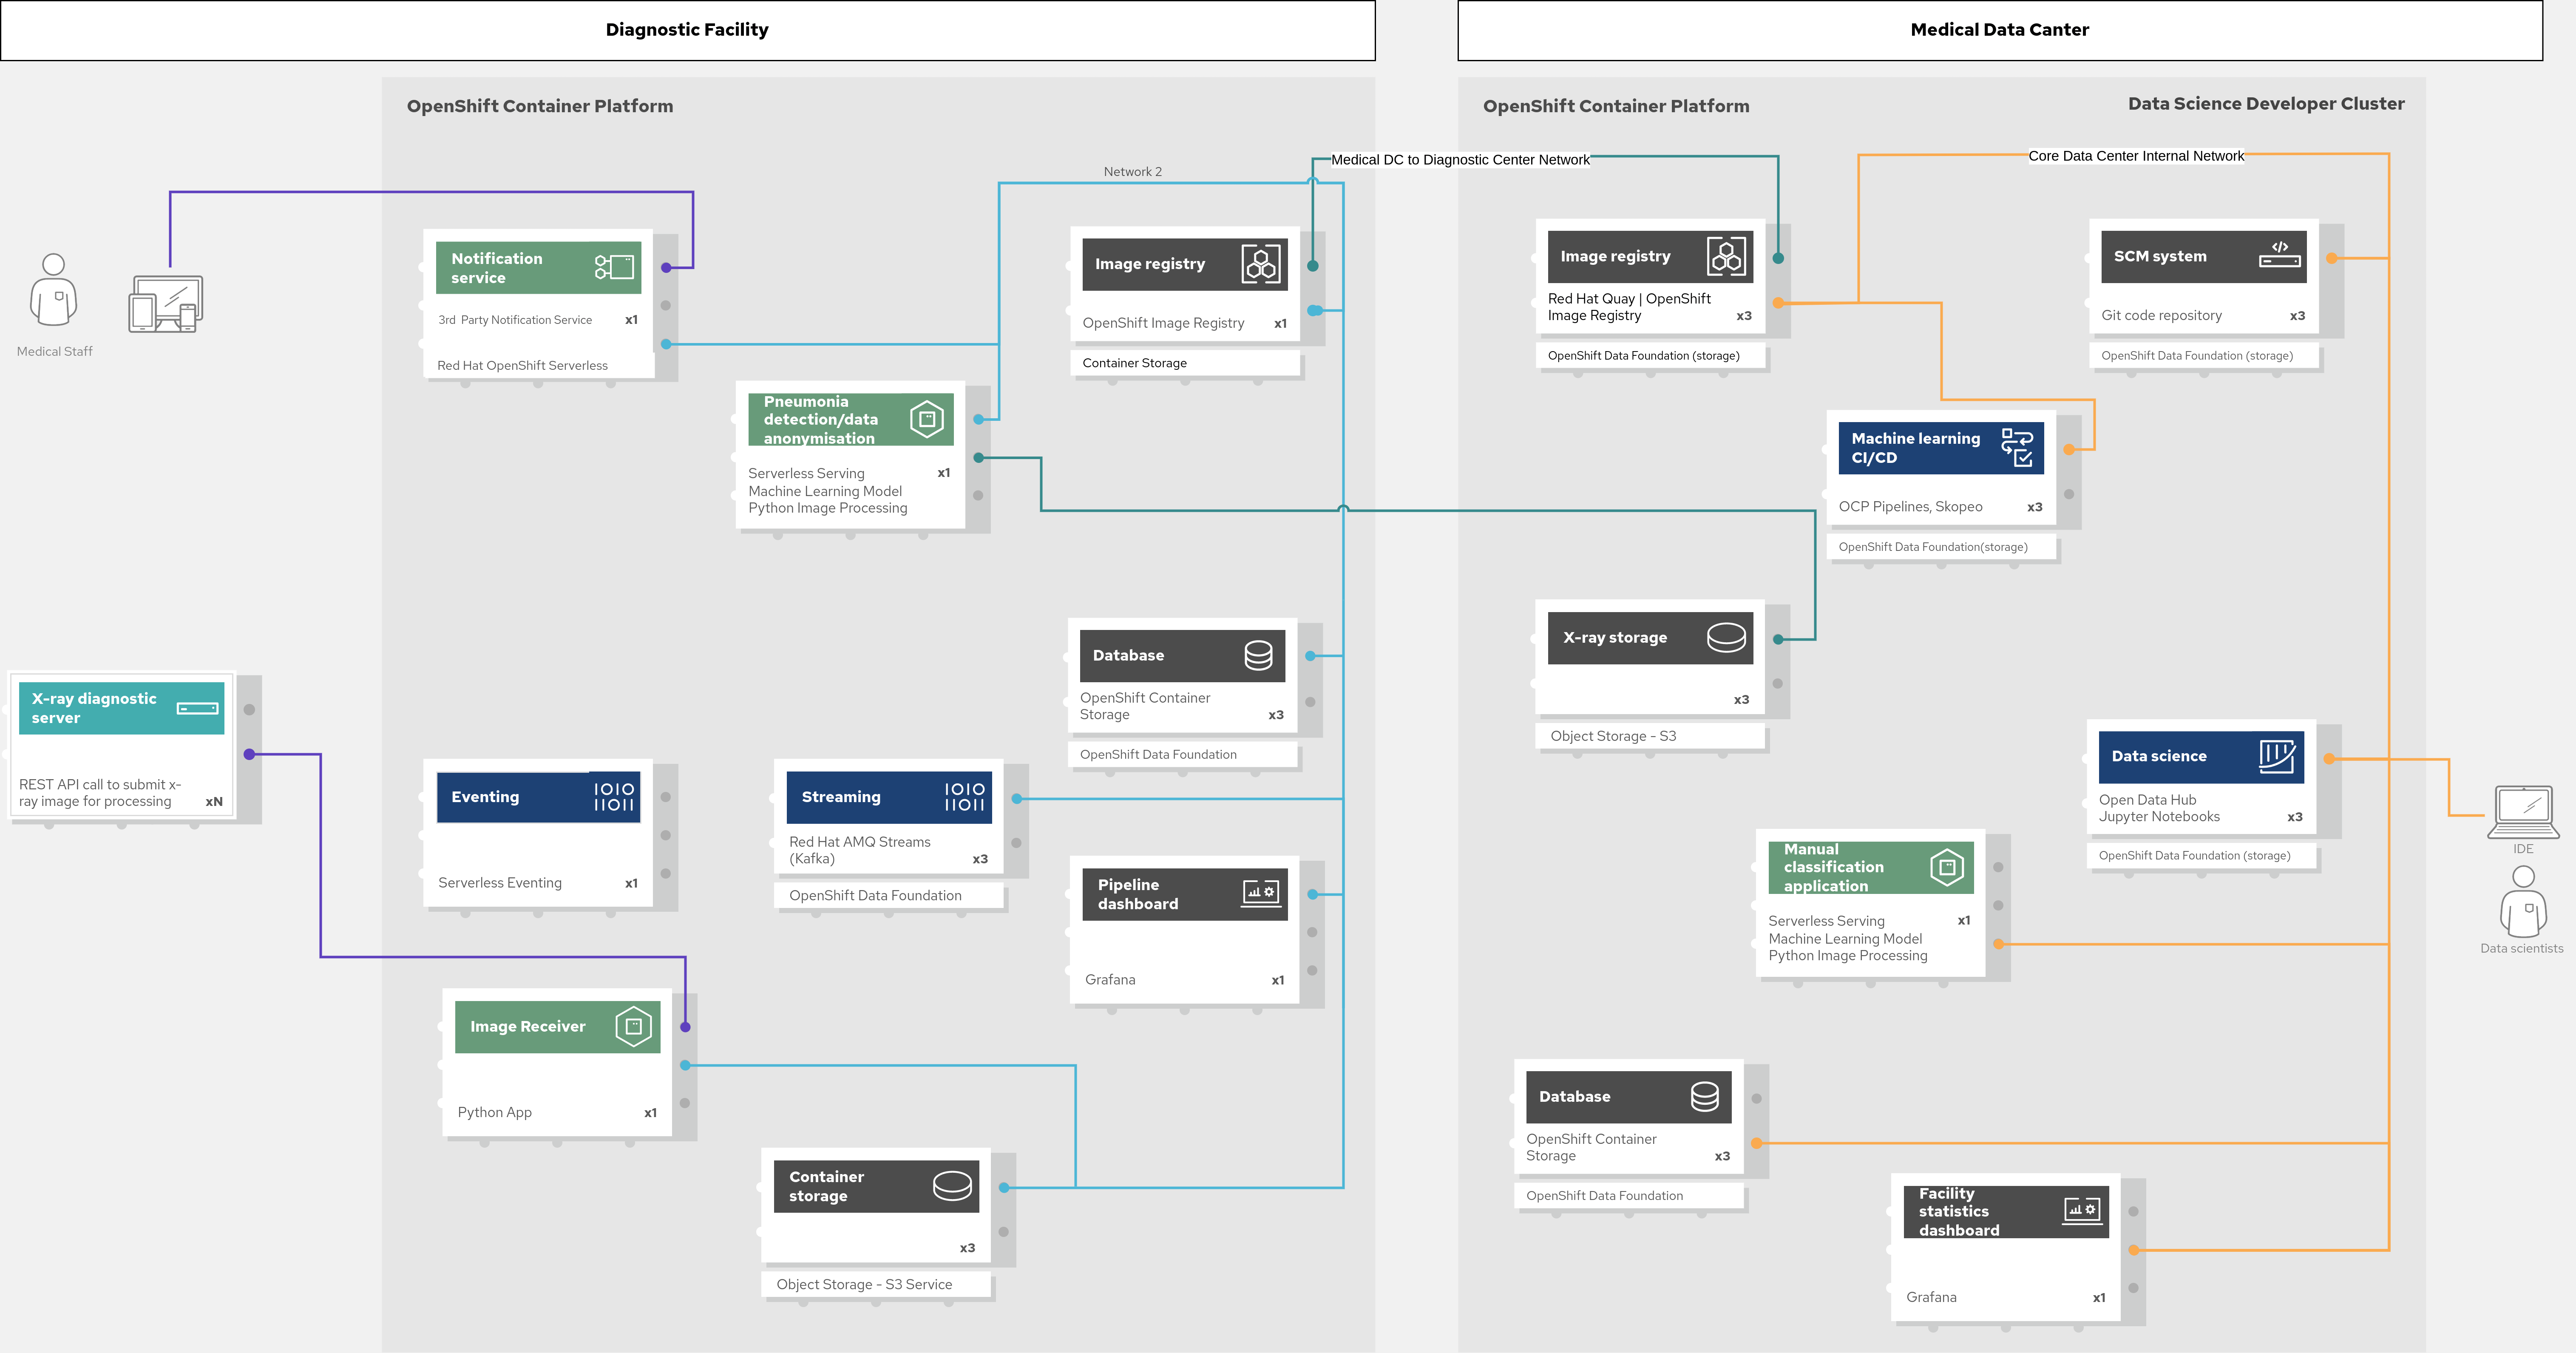 Diagnostic Facility
Medical Data Canter
OpenShift Container Platform
OpenShift Container Platform
Data Science Developer Cluster
Network 2
Medical DC to Diagnostic Center Network
Core Data Center Internal Network
Medical Staff
Notification
service
3rd Party Notification Service x1
Red Hat OpenShift Serverless
Image registry
OpenShift Image Registry x1
Container Storage
Pneumonia
detection/data
anonymisation
Serverless Serving x1
Machine Learning Model
Python Image Processing
Database
OpenShift Container
Storage x3
OpenShift Data Foundation
X-ray diagnostic
server
REST API call to submit x-
ray image for processing xN
Eventing
IOIO
IIOII
Serverless Eventing x1
Streaming
IOIO
IIOII
Red Hat AMQ Streams
(Kafka) x3
OpenShift Data Foundation
Pipeline
dashboard
Grafana x1
Image Receiver
Python App x1
Container
storage
x3
Object Storage - S3 Service
Image registry
Red Hat Quay | OpenShift
Image Registry x3
OpenShift Data Foundation (storage)
SCM system
</>
Git code repository x3
OpenShift Data Foundation (storage)
Machine learning
CI/CD
OCP Pipelines, Skopeo x3
OpenShift Data Foundation(storage)
X-ray storage
x3
Object Storage - S3
Data science
Open Data Hub
Jupyter Notebooks x3
OpenShift Data Foundation (storage)
IDE
Data scientists
Manual
classification
application
Serverless Serving x1
Machine Learning Model
Python Image Processing
Database
OpenShift Container
Storage x3
OpenShift Data Foundation
Facility
statistics
dashboard
Grafana x1